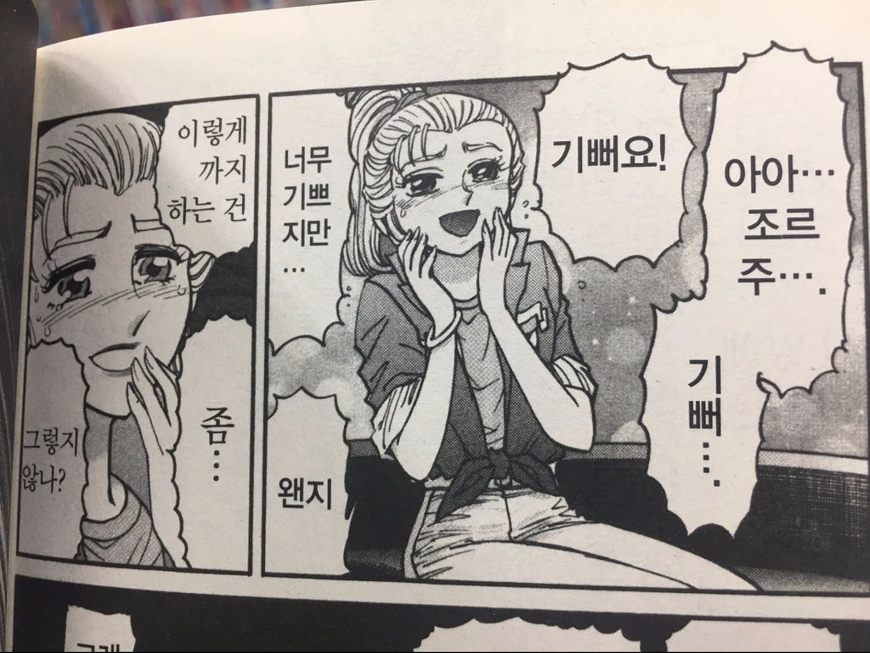 아아…
조르
주….
기뻐….
기뻐요!
너무
기쁘
지만
…
왠지
이렇게
까지
하는 건
좀…
그렇지
않나?